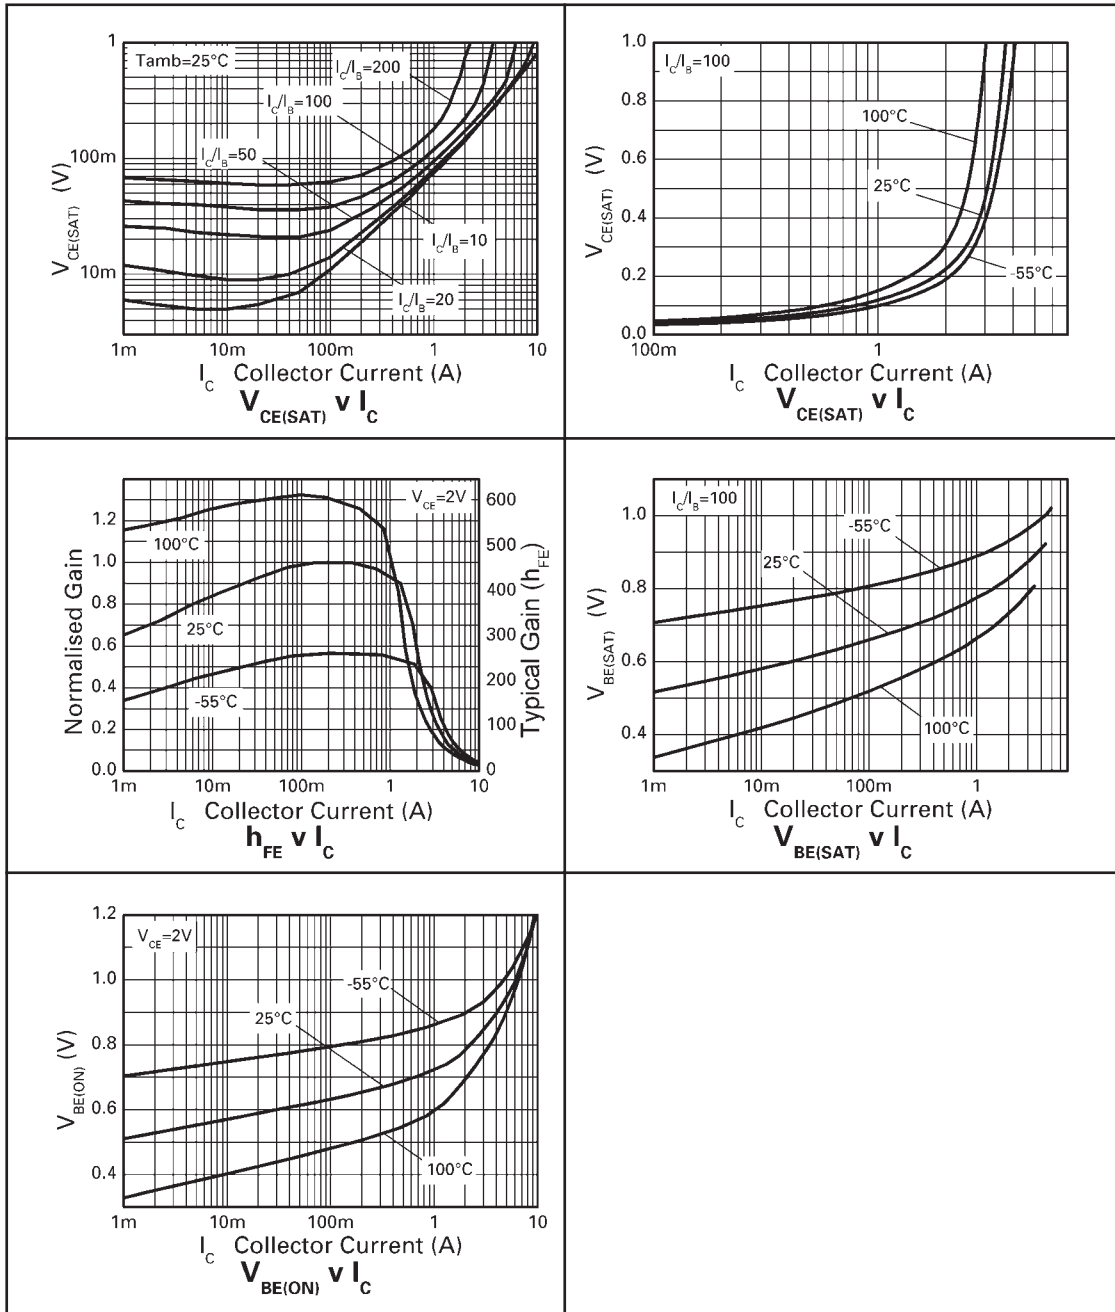 1
Tamb=25°C
I_C/I_B=200
I_C/I_B=100
I_C/I_B=50
I_C/I_B=10
I_C/I_B=20
100m
10m
V_CE(SAT) (V)
1m 10m 100m 1 10
I_C Collector Current (A)
V_CE(SAT) v I_C
1.0
I_C/I_B=100
0.8
100°C
0.6
25°C
0.4
-55°C
0.2
0.0
V_CE(SAT) (V)
100m 1
I_C Collector Current (A)
V_CE(SAT) v I_C
V_CE=2V
1.2
1.0
0.8
0.6
0.4
0.2
0.0
Normalised Gain
100°C
25°C
-55°C
600
500
400
300
200
100
0
Typical Gain (h_FE)
1m 10m 100m 1 10
I_C Collector Current (A)
h_FE v I_C
I_C/I_B=100
1.0
0.8
0.6
0.4
V_BE(SAT) (V)
-55°C
25°C
100°C
1m 10m 100m 1
I_C Collector Current (A)
V_BE(SAT) v I_C
1.2
V_CE=2V
1.0
0.8
0.6
0.4
V_BE(ON) (V)
-55°C
25°C
100°C
1m 10m 100m 1 10
I_C Collector Current (A)
V_BE(ON) v I_C